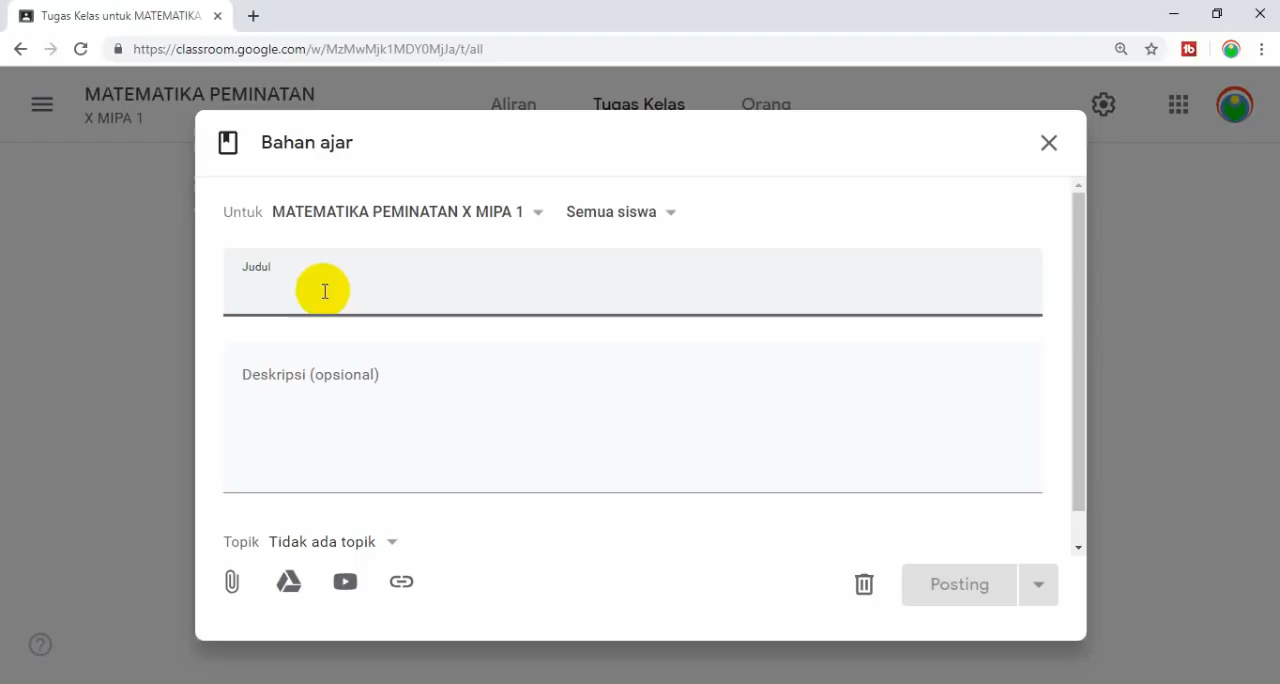 Tugas Kelas untuk MATEMATIKA
https://classroom.google.com/w/MzMwMjk1MDY0MjJa/t/all
MATEMATIKA PEMINATAN
X MIPA 1
Aliran
Tugas Kelas
Orang
Bahan ajar
Untuk MATEMATIKA PEMINATAN X MIPA 1 Semua siswa
Judul
Deskripsi (opsional)
Topik Tidak ada topik
Posting